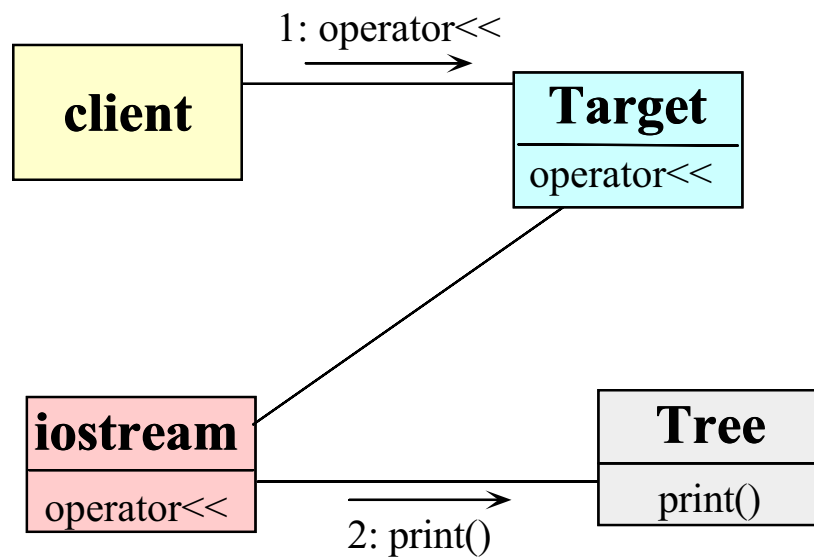 1: operator<<
client
Target
operator<<
iostream
operator<<
Tree
print()
2: print()